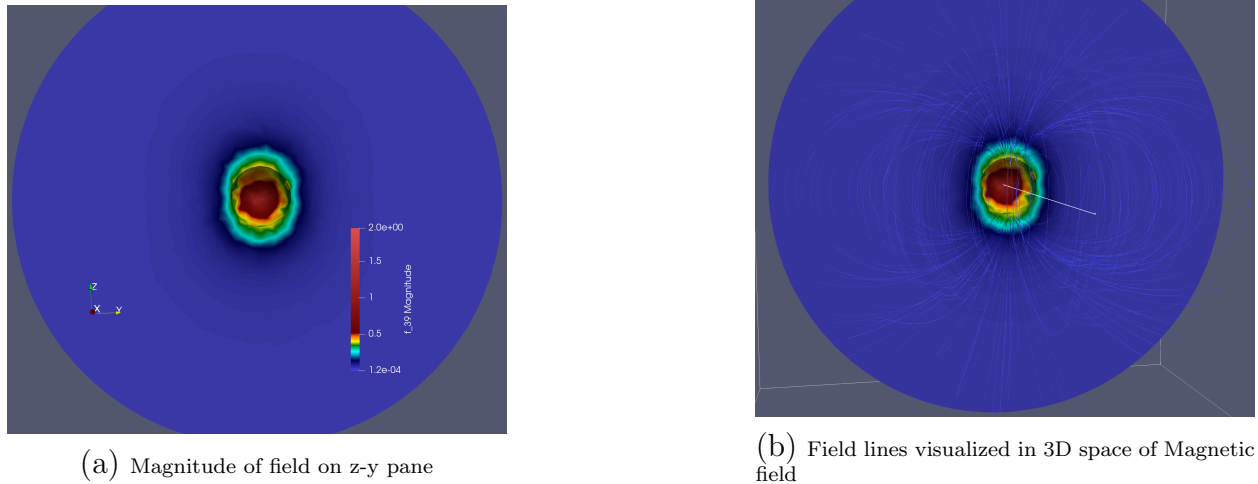 2.0e+00
1.5
1
0.5
1.2e-04
f_39 Magnitude
Z
X
Y
(a) Magnitude of field on z-y pane
(b) Field lines visualized in 3D space of Magnetic
field